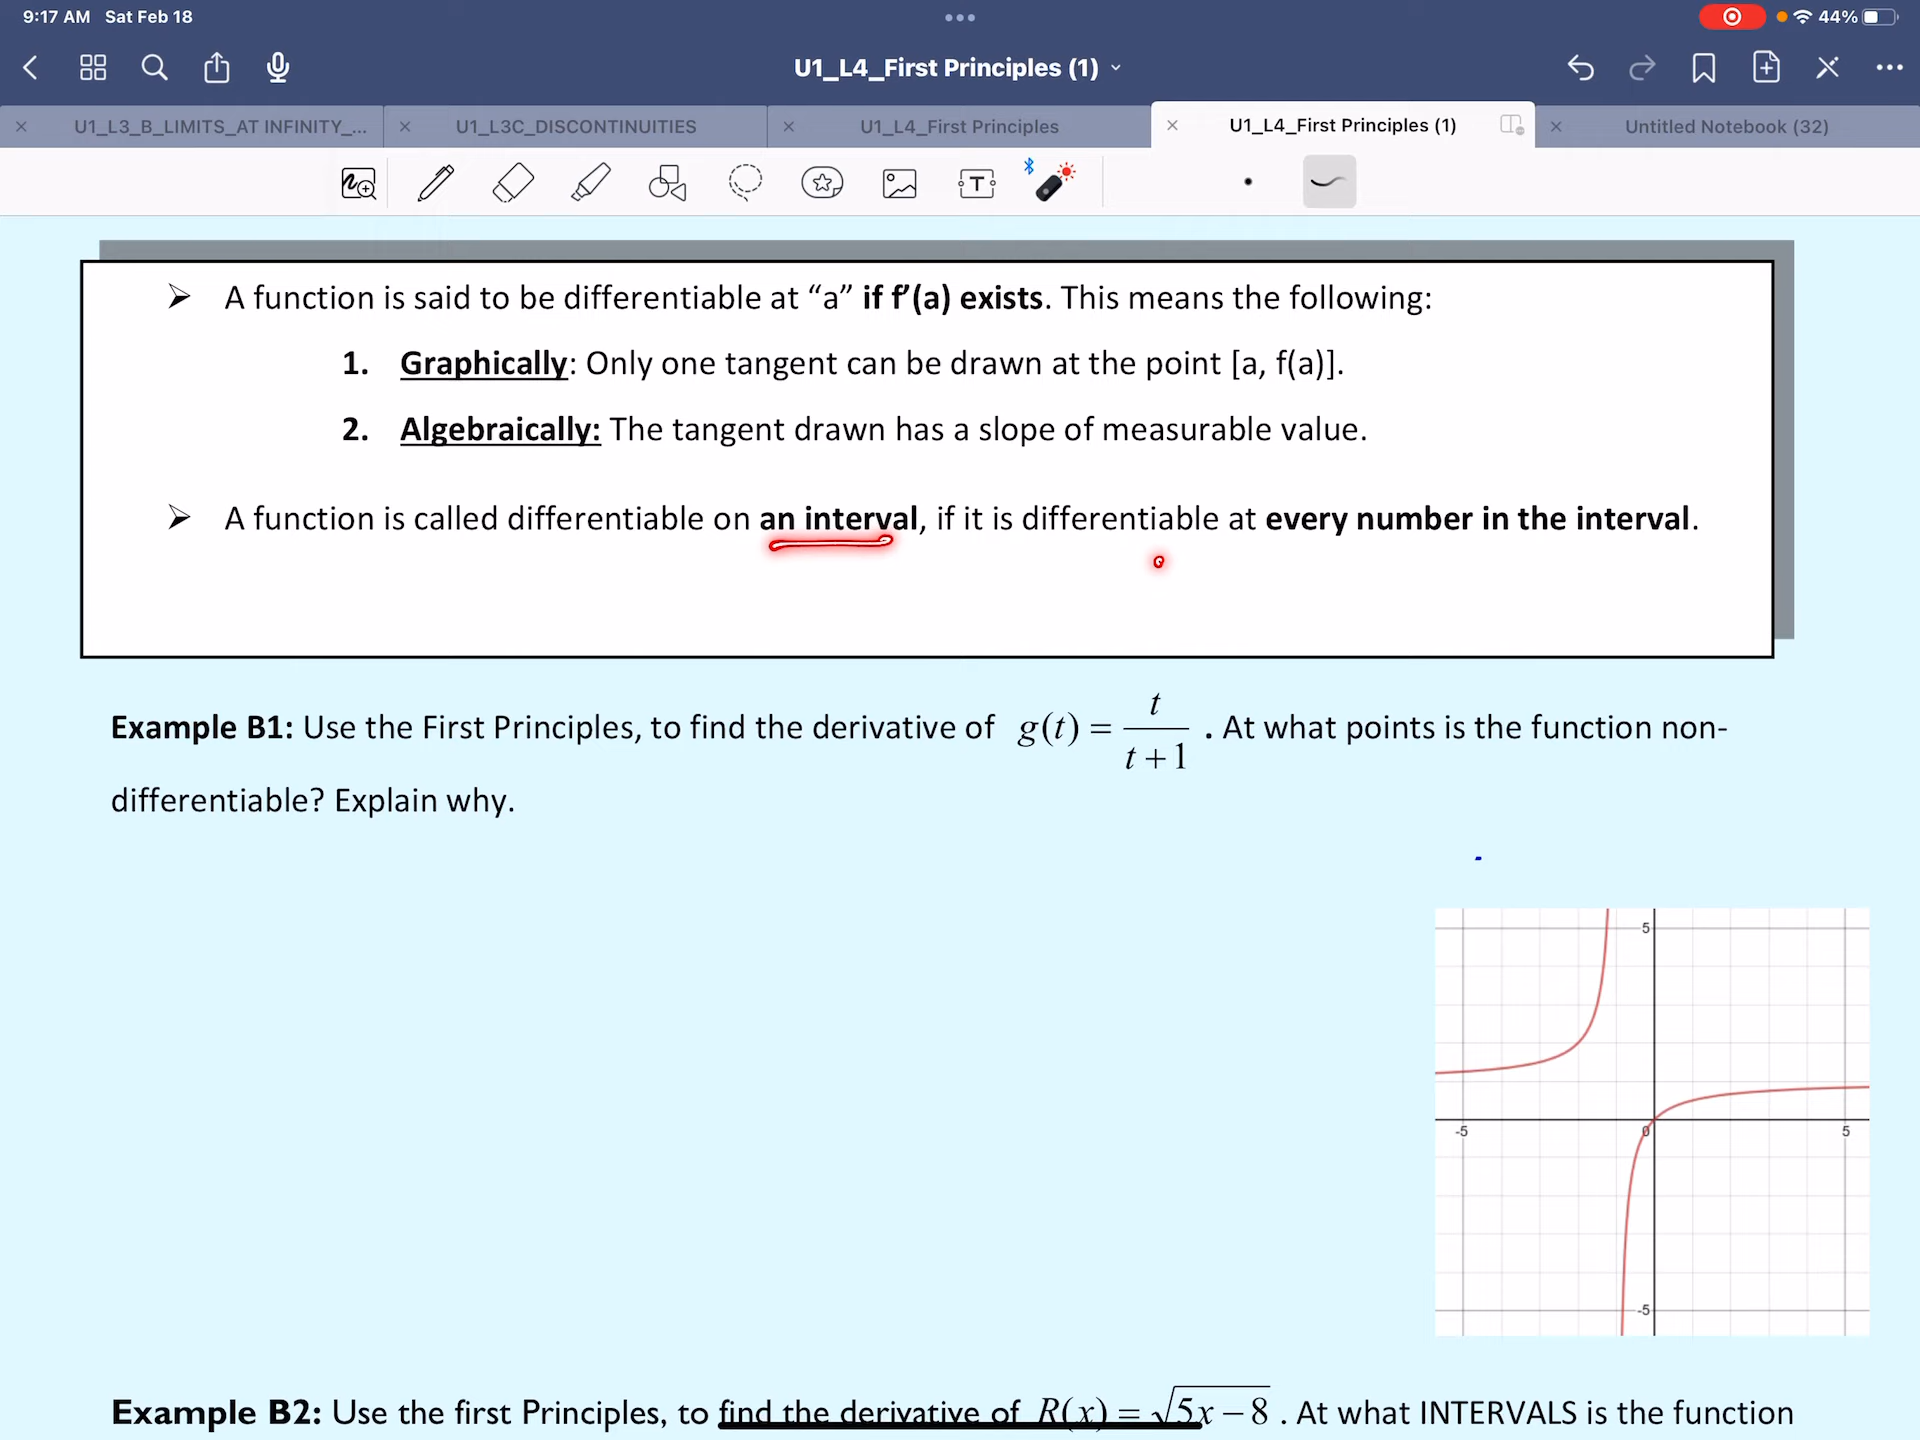 9:17 AM Sat Feb 18
44%
U1_L4_First Principles (1)
U1_L3_B_LIMITS_AT INFINITY_...
U1_L3C_DISCONTINUITIES
U1_L4_First Principles
U1_L4_First Principles (1)
Untitled Notebook (32)
➢ A function is said to be differentiable at “a” if f’(a) exists. This means the following:
1. Graphically: Only one tangent can be drawn at the point [a, f(a)].
2. Algebraically: The tangent drawn has a slope of measurable value.
➢ A function is called differentiable on an interval, if it is differentiable at every number in the interval.
Example B1: Use the First Principles, to find the derivative of g(t) = t/(t+1) . At what points is the function non-
differentiable? Explain why.
5
-5 0 5
-5
Example B2: Use the first Principles, to find the derivative of R(x) = √(5x − 8) . At what INTERVALS is the function